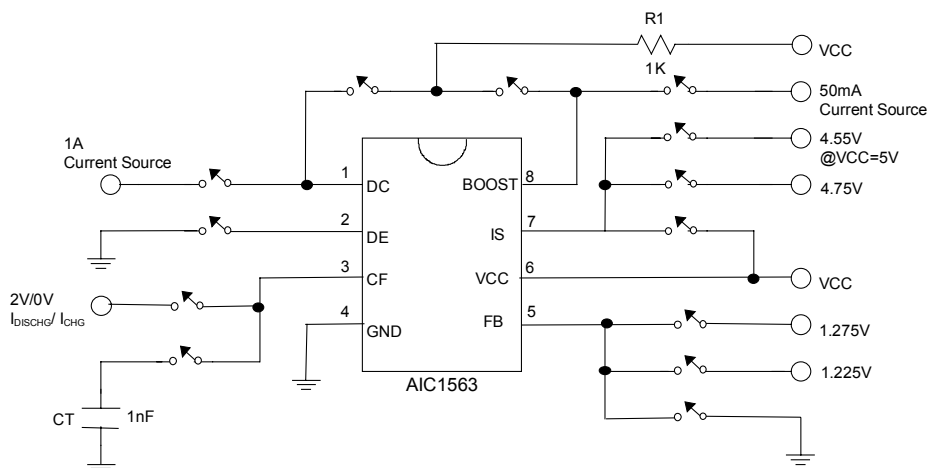 R1
VCC
1K
50mA
Current Source
1A
Current Source
4.55V
@VCC=5V
1
DC
BOOST
8
4.75V
2
DE
IS
7
3
CF
VCC
6
VCC
2V/0V
IDISCHG/ ICHG
4
GND
FB
5
1.275V
AIC1563
1.225V
CT
1nF